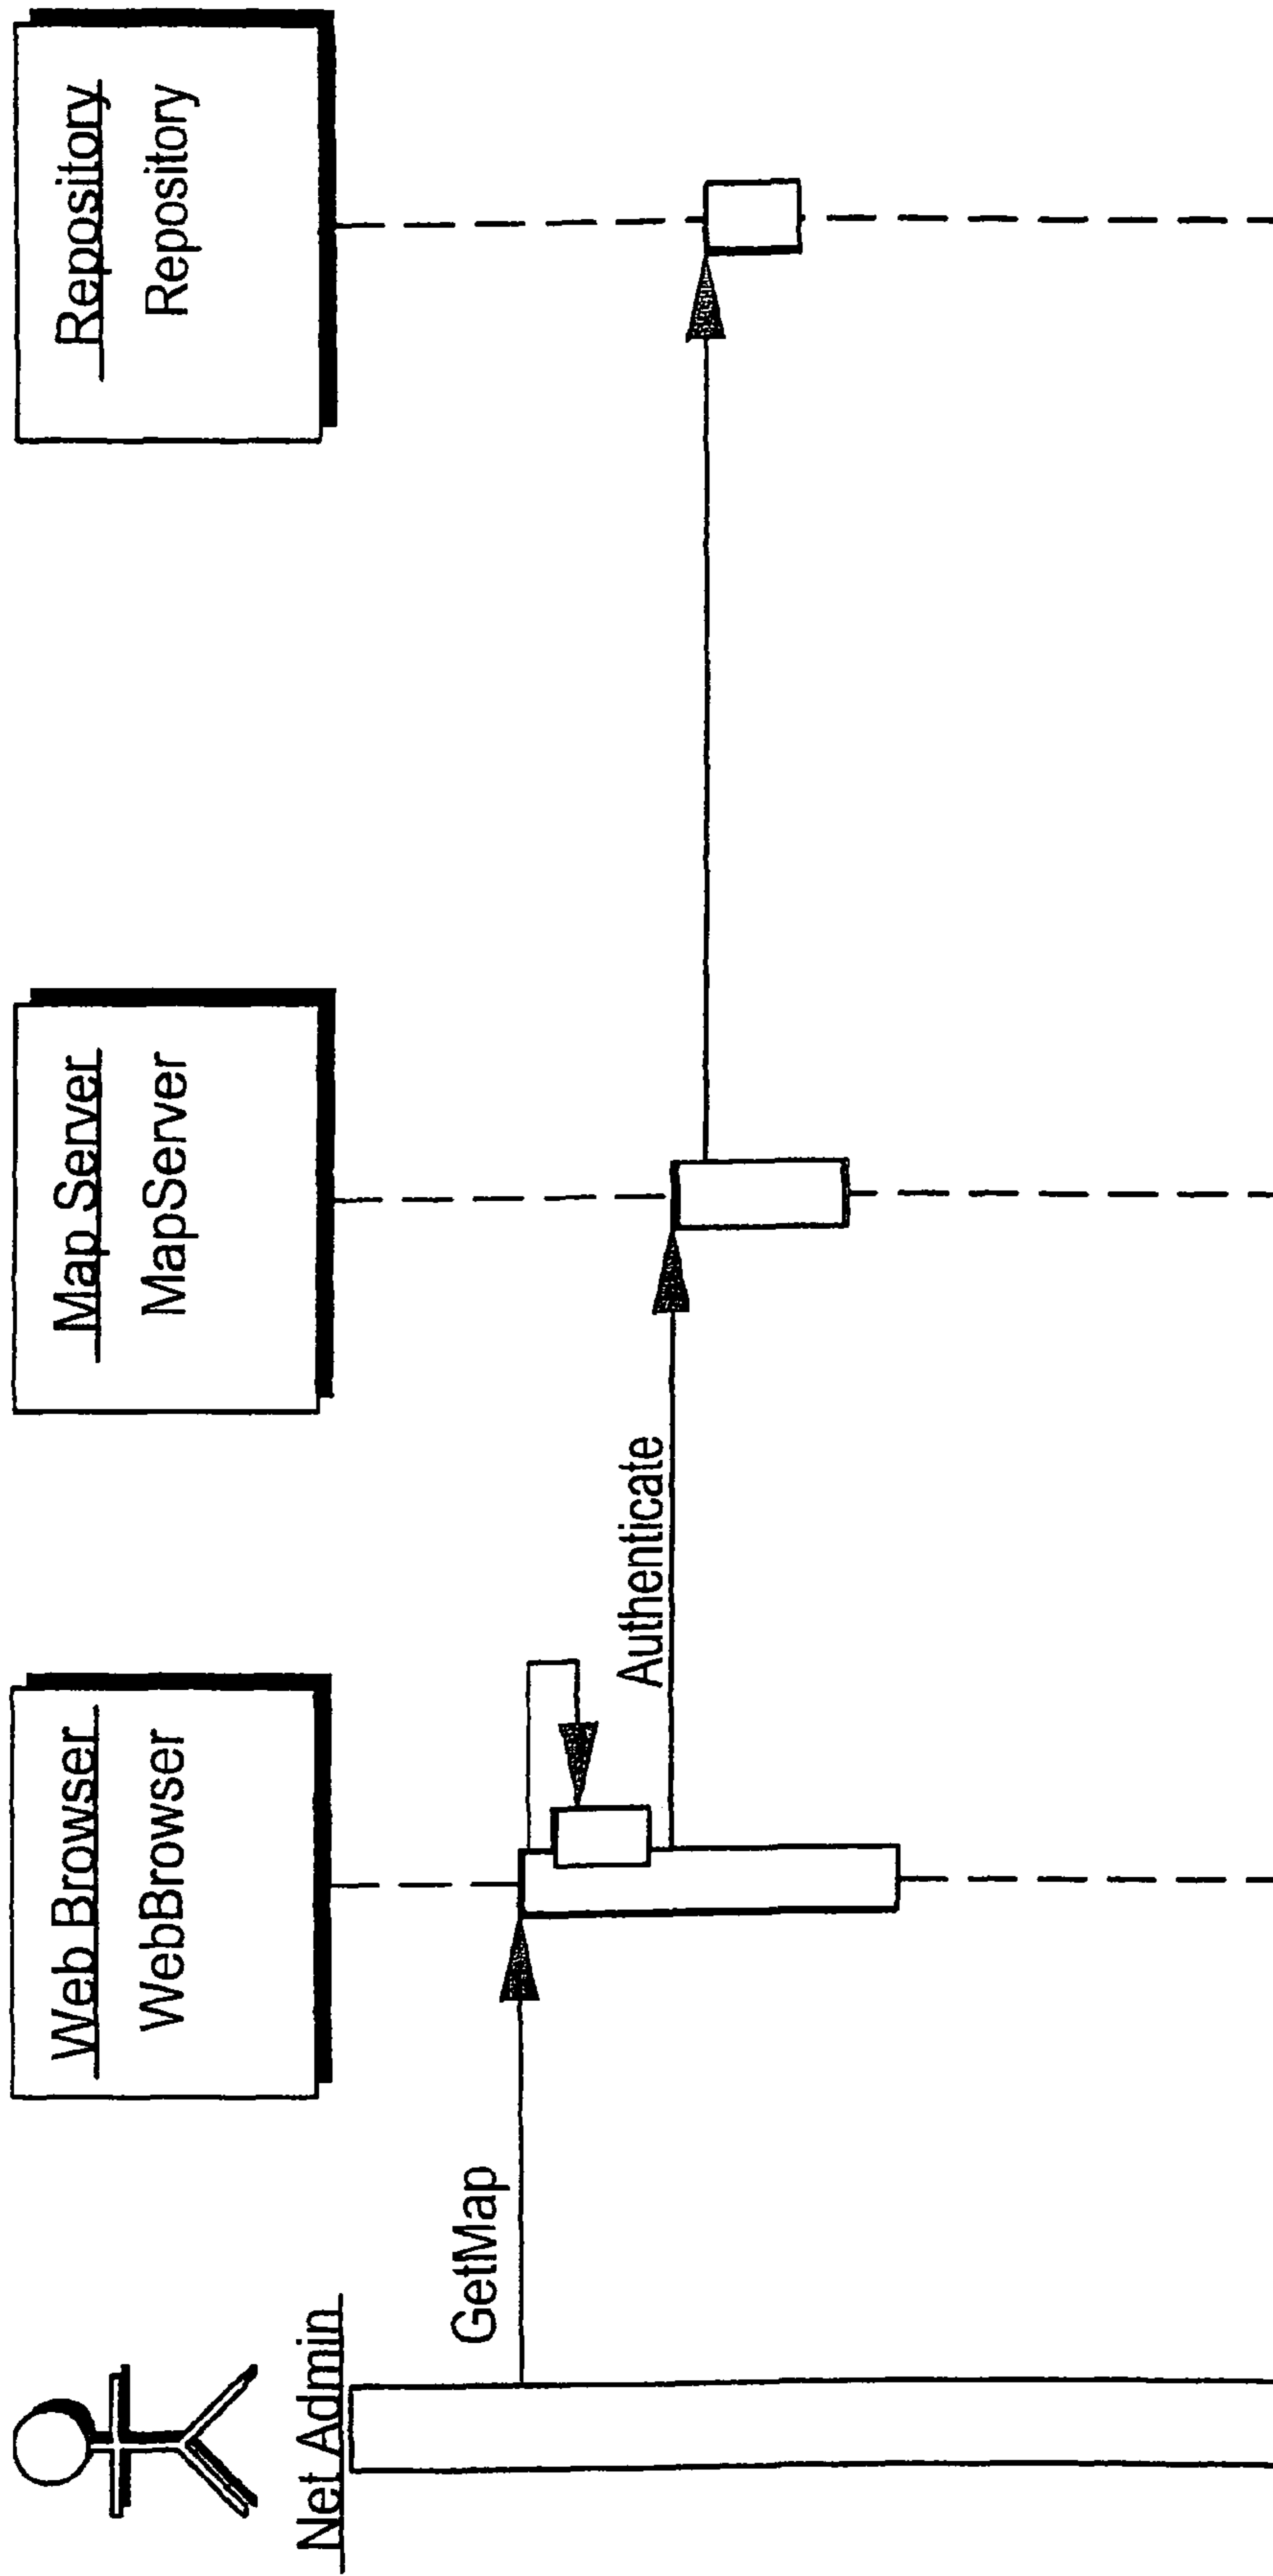 Net Admin
Web Browser
WebBrowser
Map Server
MapServer
Repository
Repository
GetMap
Authenticate